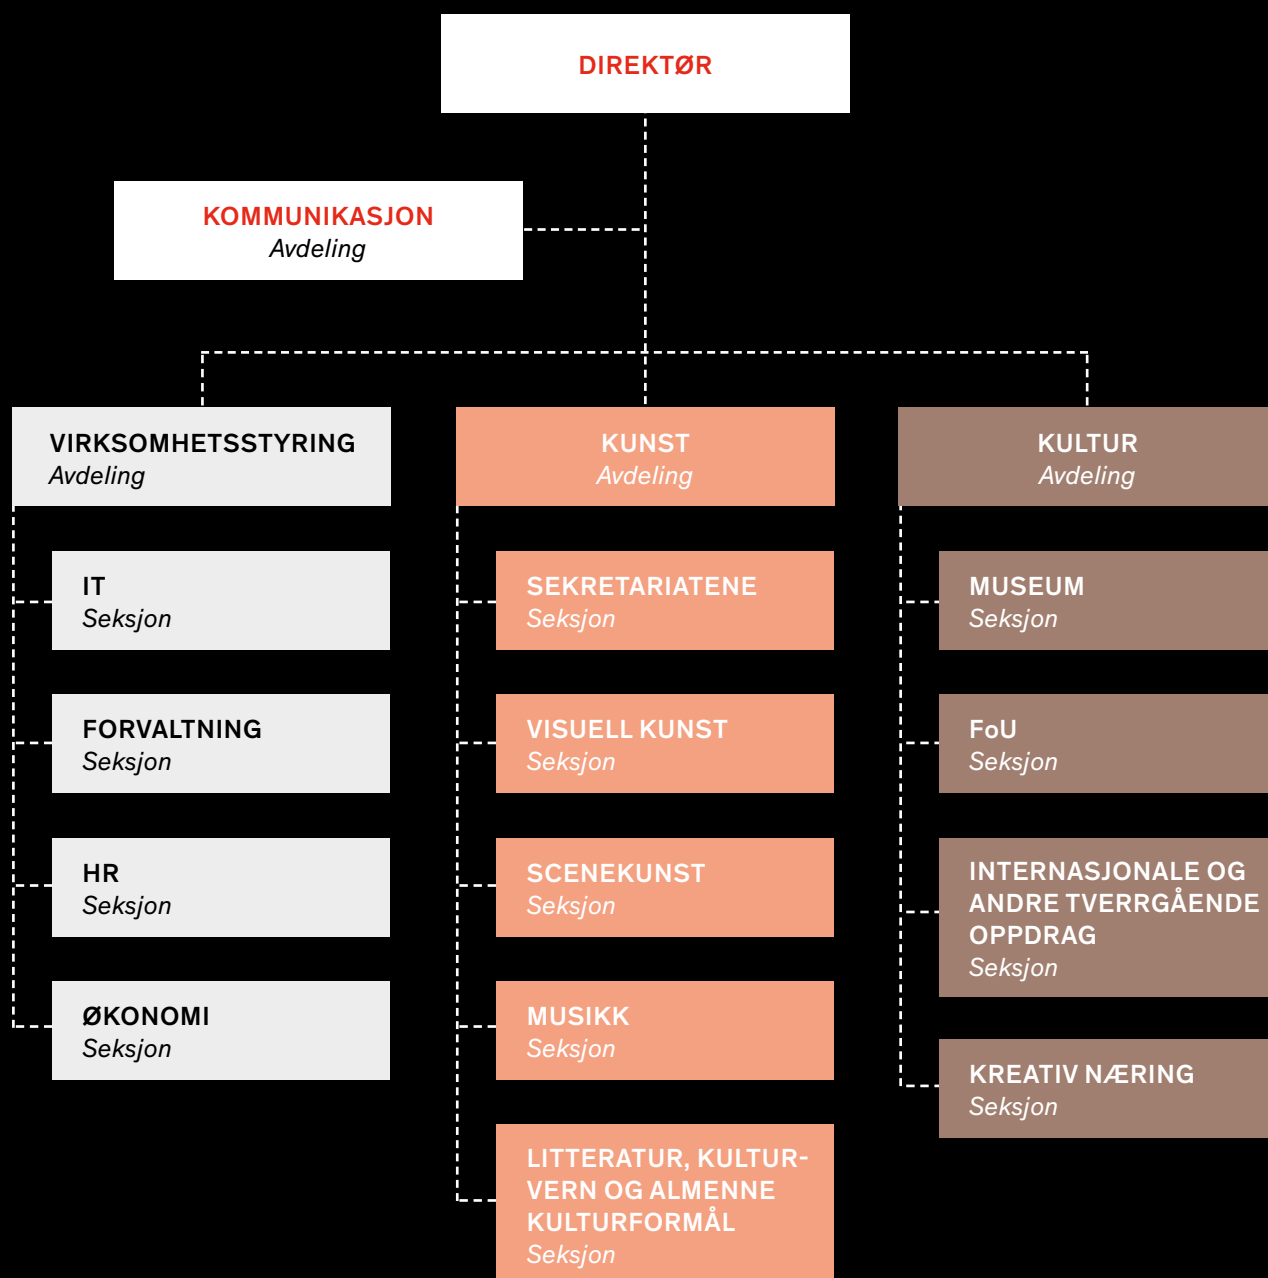 DIREKTØR
KOMMUNIKASJON
Avdeling
VIRKSOMHETSSTYRING
Avdeling
IT
Seksjon
FORVALTNING
Seksjon
HR
Seksjon
ØKONOMI
Seksjon
KUNST
Avdeling
SEKRETARIATENE
Seksjon
VISUELL KUNST
Seksjon
SCENEKUNST
Seksjon
MUSIKK
Seksjon
LITTERATUR, KULTUR-
VERN OG ALMENNE
KULTURFORMÅL
Seksjon
KULTUR
Avdeling
MUSEUM
Seksjon
FoU
Seksjon
INTERNASJONALE OG
ANDRE TVERRGÅENDE
OPPDRAG
Seksjon
KREATIV NÆRING
Seksjon